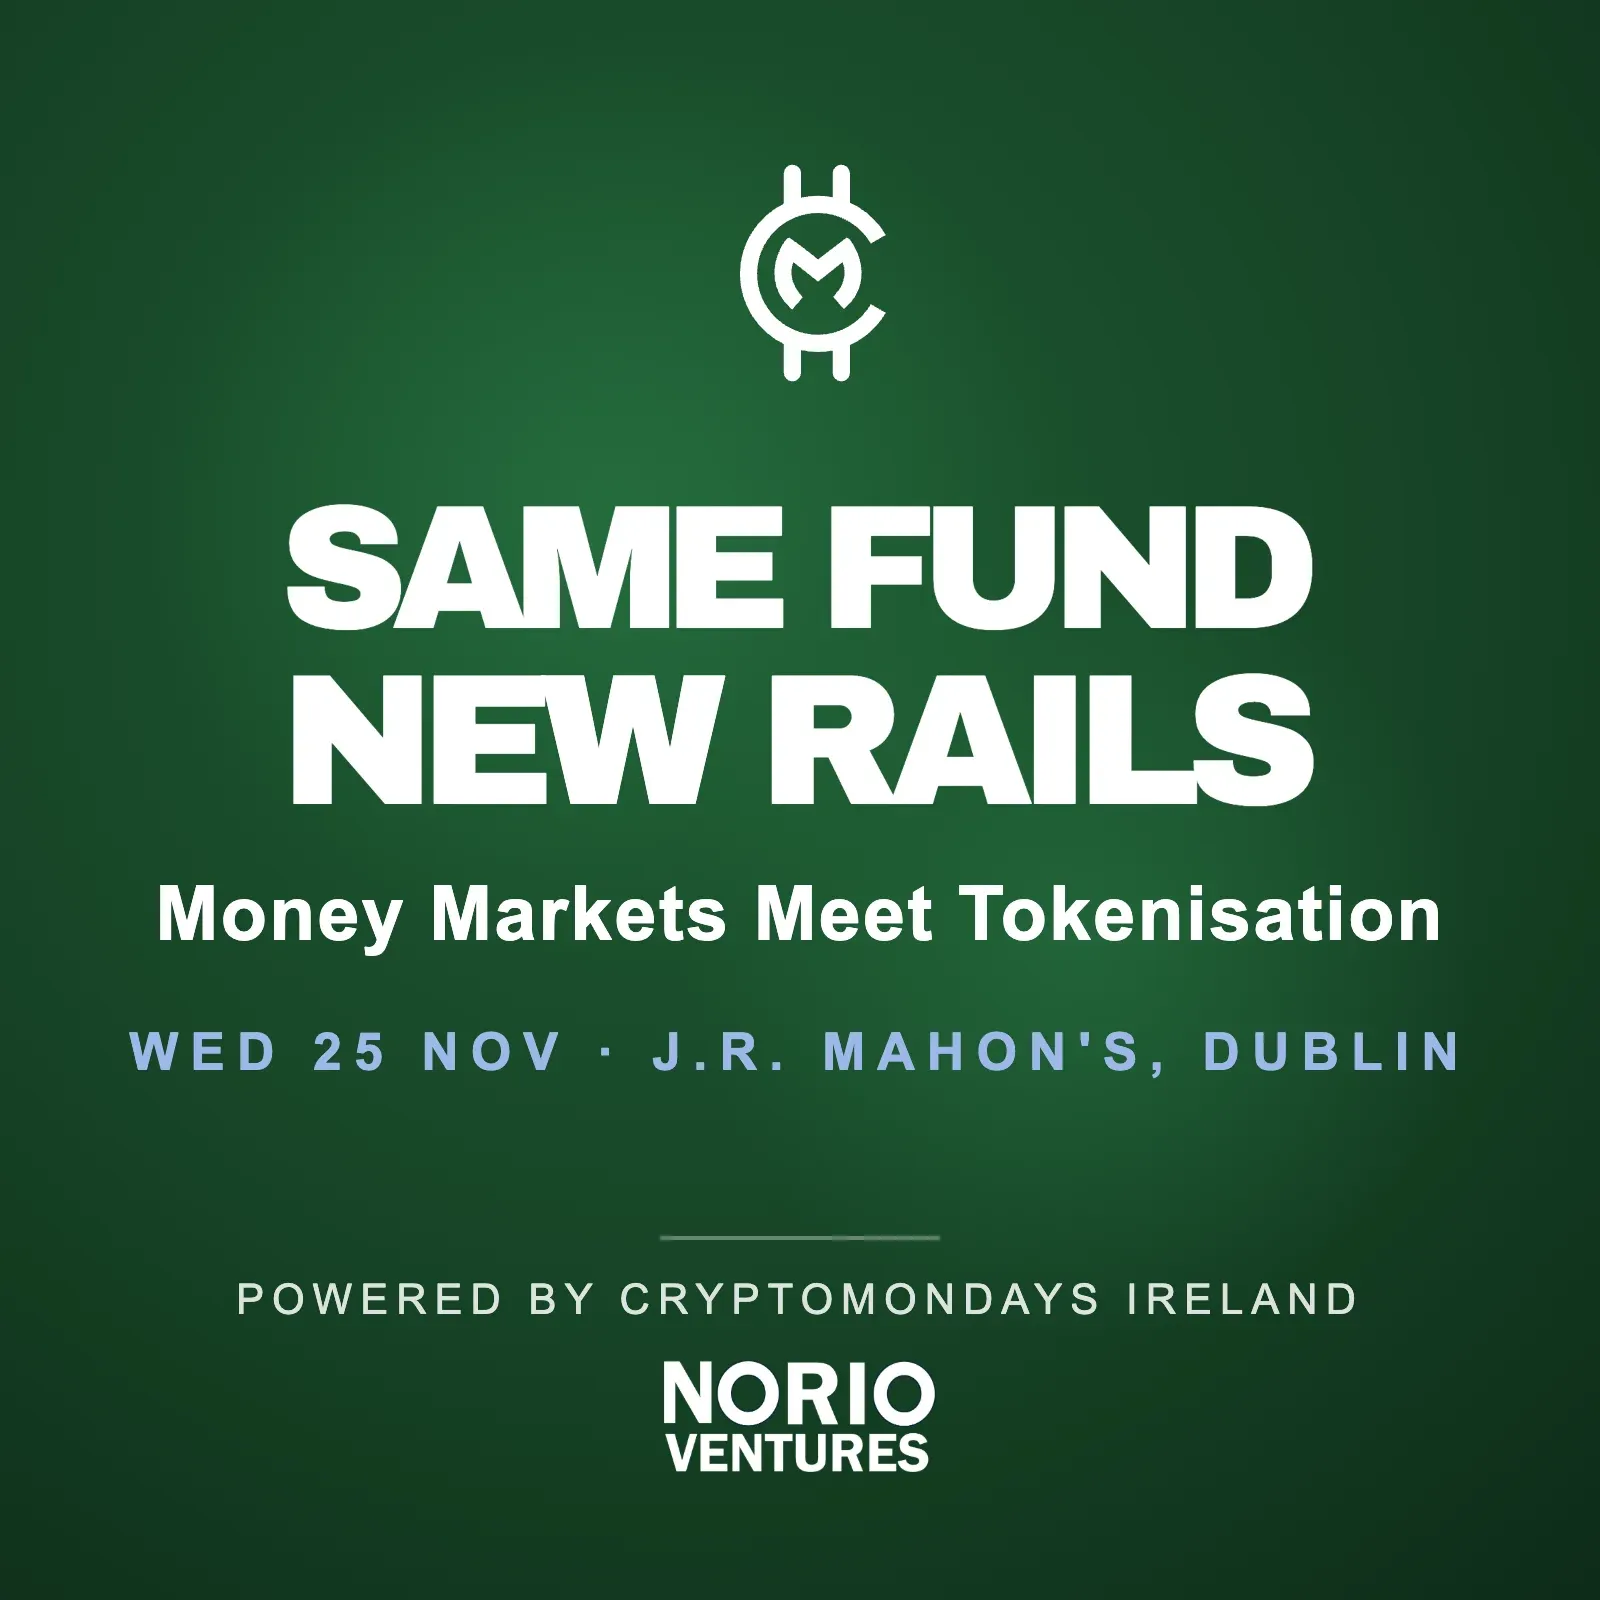 SAME FUND
NEW RAILS
Money Markets Meet Tokenisation
WED 25 NOV · J.R. MAHON'S, DUBLIN
POWERED BY CRYPTOMONDAYS IRELAND
NORIO
VENTURES